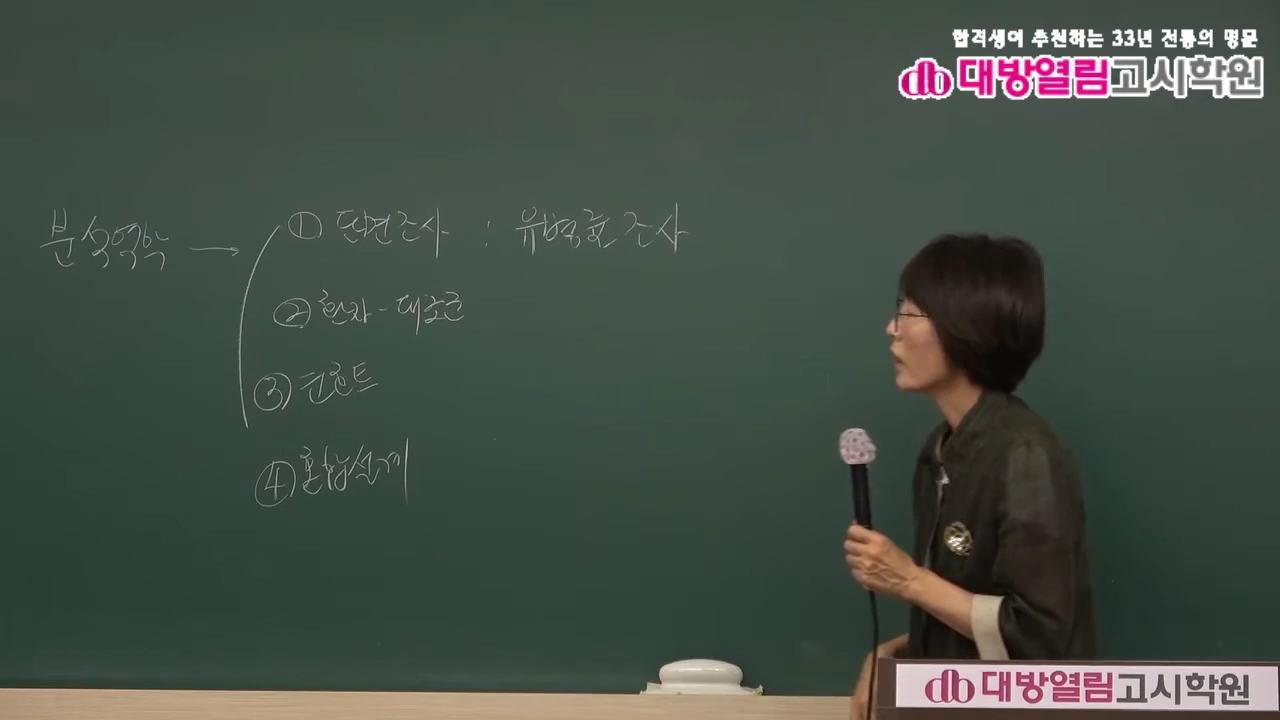 합격생이 추천하는 33년 전통의 명문
대방열림고시학원
분석역학 → ① 단면조사 : 유병률 조사
② 환자-대조군
③ 코호트
④ 혼합설계
대방열림고시학원